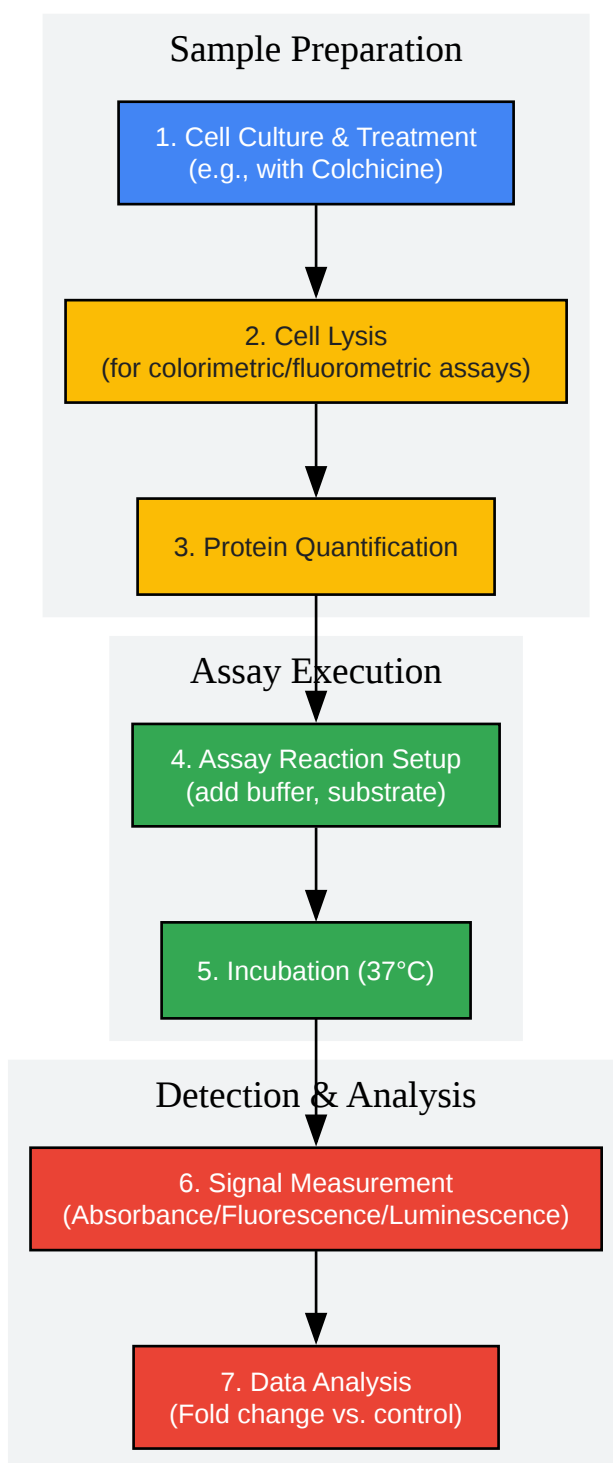 Sample Preparation
1. Cell Culture & Treatment
(e.g., with Colchicine)
2. Cell Lysis
(for colorimetric/fluorometric assays)
3. Protein Quantification
Assay Execution
4. Assay Reaction Setup
(add buffer, substrate)
5. Incubation (37°C)
Detection & Analysis
6. Signal Measurement
(Absorbance/Fluorescence/Luminescence)
7. Data Analysis
(Fold change vs. control)